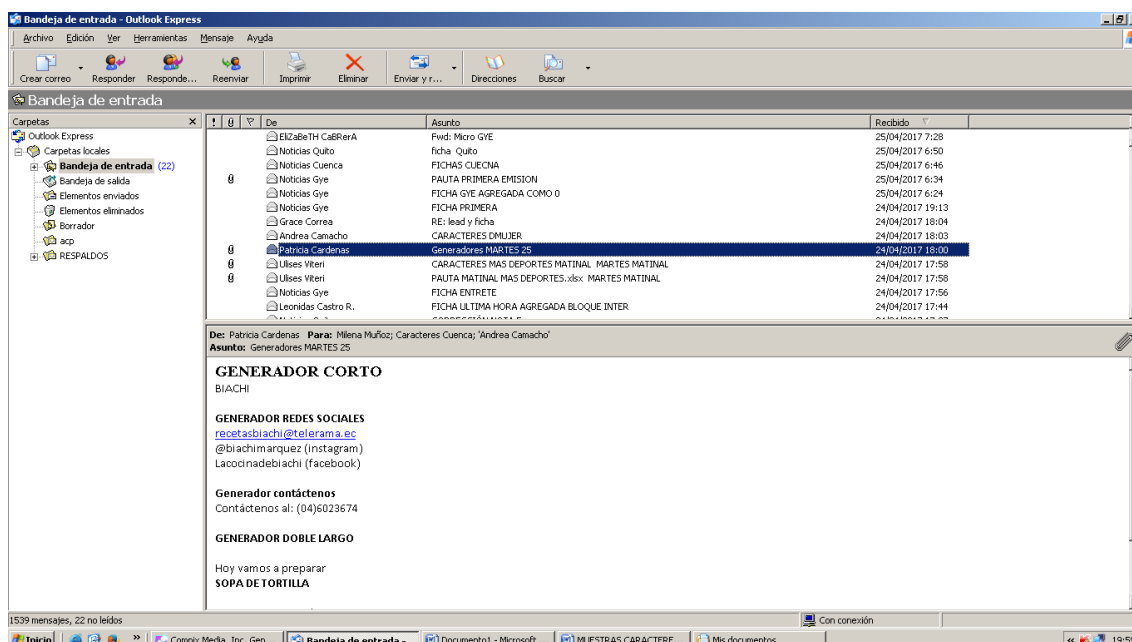 Bandeja de entrada - Outlook Express
Archivo Edición Ver Herramientas Mensaje Ayuda
Crear correo Responder Responde... Reenviar Imprimir Eliminar Enviar y r... Direcciones Buscar
Bandeja de entrada
Carpetas
Outlook Express
Carpetas locales
Bandeja de entrada (22)
Bandeja de salida
Elementos enviados
Elementos eliminados
Borrador
acp
RESPALDOS
! De Asunto Recibido
ElIZaBeTH CaBRerA Fwd: Micro GYE 25/04/2017 7:28
Noticias Quito ficha Quito 25/04/2017 6:50
Noticias Cuenca FICHAS CUECNA 25/04/2017 6:46
Noticias Gye PAUTA PRIMERA EMISION 25/04/2017 6:34
Noticias Gye FICHA GYE AGREGADA COMO 0 25/04/2017 6:24
Noticias Gye FICHA PRIMERA 24/04/2017 19:13
Grace Correa RE: lead y ficha 24/04/2017 18:04
Andrea Camacho CARACTERES DMUJER 24/04/2017 18:03
Patricia Cardenas Generadores MARTES 25 24/04/2017 18:00
Ulises Viteri CARACTERES MAS DEPORTES MATINAL MARTES MATINAL 24/04/2017 17:58
Ulises Viteri PAUTA MATINAL MAS DEPORTES.xlsx MARTES MATINAL 24/04/2017 17:58
Noticias Gye FICHA ENTRETE 24/04/2017 17:56
Leonidas Castro R. FICHA ULTIMA HORA AGREGADA BLOQUE INTER 24/04/2017 17:44
De: Patricia Cardenas Para: Milena Muñoz; Caracteres Cuenca; 'Andrea Camacho'
Asunto: Generadores MARTES 25
GENERADOR CORTO
BIACHI
GENERADOR REDES SOCIALES
recetasbiachi@telerama.ec
@biachimarquez (instagram)
Lacocinadebiachi (facebook)
Generador contáctenos
Contáctenos al: (04)6023674
GENERADOR DOBLE LARGO
Hoy vamos a preparar
SOPA DE TORTILLA
1539 mensajes, 22 no leídos Con conexión
Inicio Compix Media, Inc. Gen... Bandeja de entrada - ... Documento1 - Microsoft ... MUESTRAS CARACTERE... Mis documentos